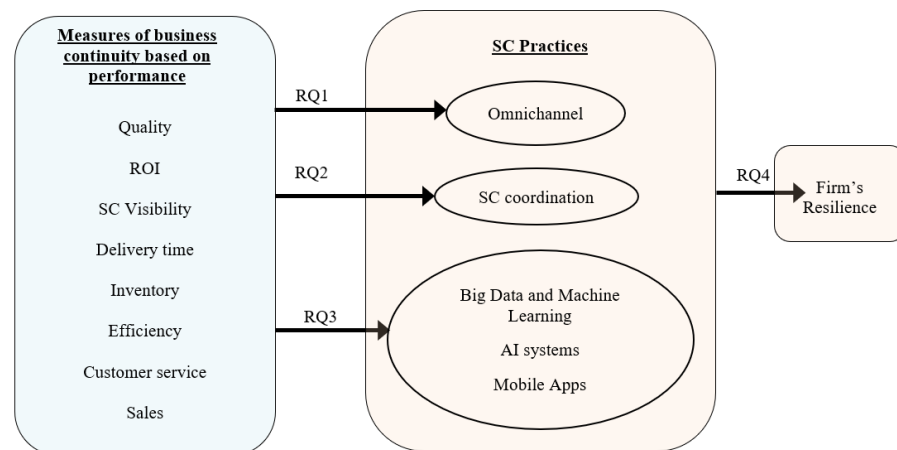 Measures of business
continuity based on
performance
Quality
ROI
SC Visibility
Delivery time
Inventory
Efficiency
Customer service
Sales
RQ1
RQ2
RQ3
SC Practices
Omnichannel
SC coordination
Big Data and Machine
Learning
AI systems
Mobile Apps
RQ4
Firm's
Resilience